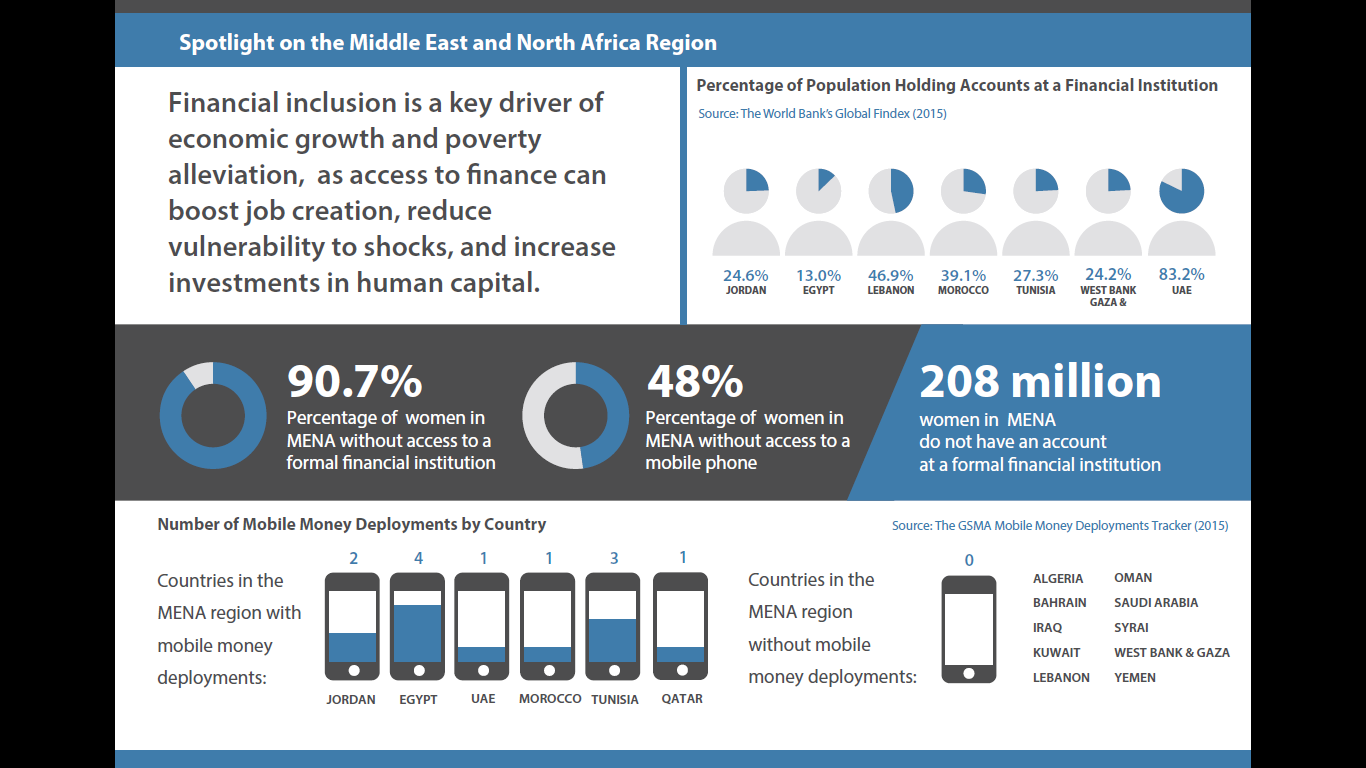 Spotlight on the Middle East and North Africa Region
Financial inclusion is a key driver of
economic growth and poverty
alleviation, as access to finance can
boost job creation, reduce
vulnerability to shocks, and increase
investments in human capital.
Percentage of Population Holding Accounts at a Financial Institution
Source: The World Bank's Global Findex (2015)
24.6% 13.0% 46.9% 39.1% 27.3% 24.2% 83.2%
JORDAN EGYPT LEBANON MOROCCO TUNISIA WEST BANK UAE
GAZA &
90.7%
Percentage of women in
MENA without access to a
formal financial institution
48%
Percentage of women in
MENA without access to a
mobile phone
208 million
women in MENA
do not have an account
at a formal financial institution
Number of Mobile Money Deployments by Country
Source: The GSMA Mobile Money Deployments Tracker (2015)
Countries in the
MENA region with
mobile money
deployments:
2 4 1 1 3 1
JORDAN EGYPT UAE MOROCCO TUNISIA QATAR
Countries in the
MENA region
without mobile
money deployments:
0
ALGERIA OMAN
BAHRAIN SAUDI ARABIA
IRAQ SYRAI
KUWAIT WEST BANK & GAZA
LEBANON YEMEN